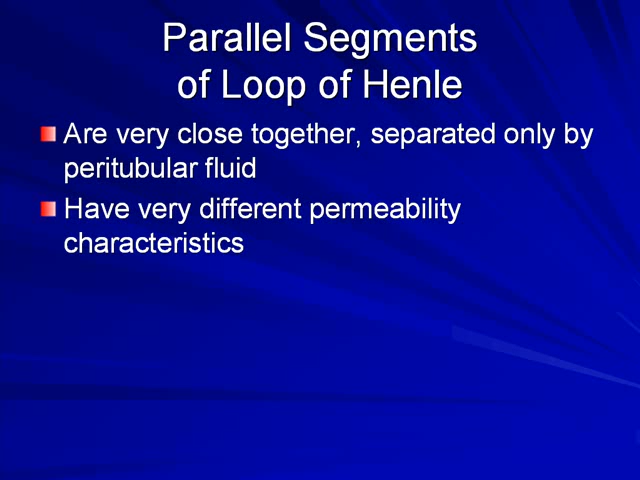 Parallel Segments
of Loop of Henle
Are very close together, separated only by
peritubular fluid
Have very different permeability
characteristics